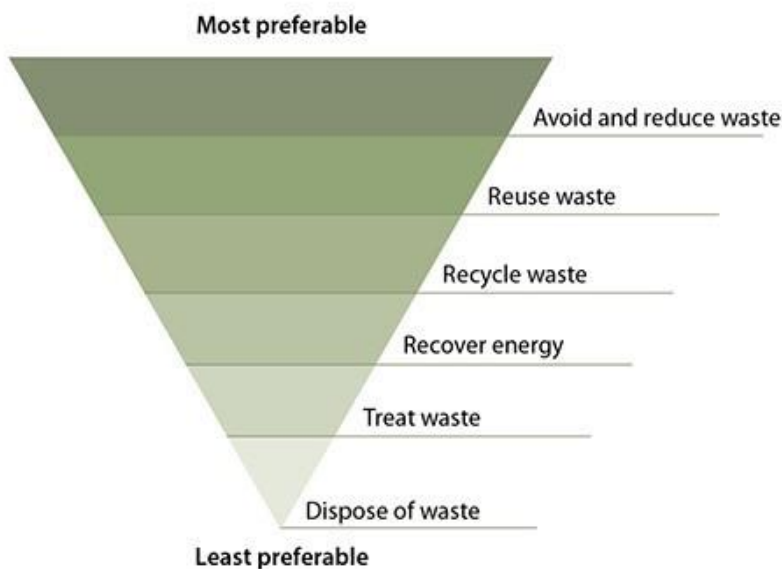 Most preferable
Avoid and reduce waste
Reuse waste
Recycle waste
Recover energy
Treat waste
Dispose of waste
Least preferable